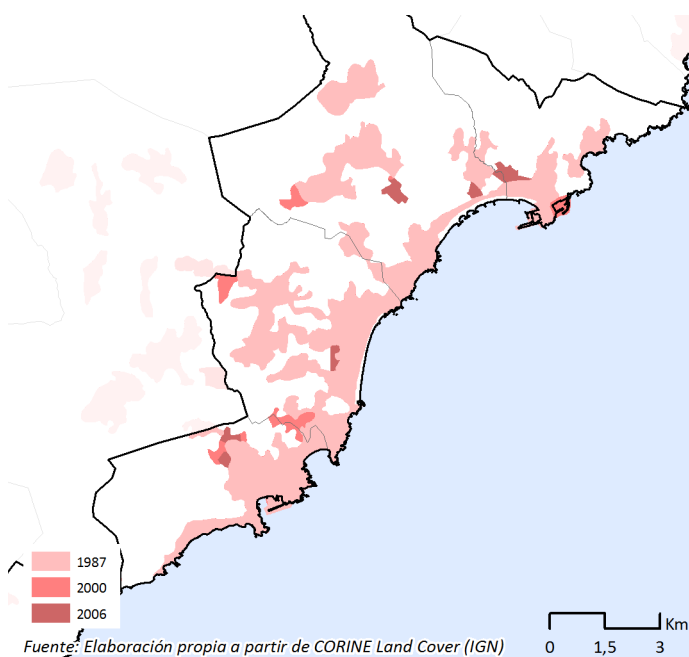 1987
2000
2006
Km
0 1,5 3
Fuente: Elaboración propia a partir de CORINE Land Cover (IGN)